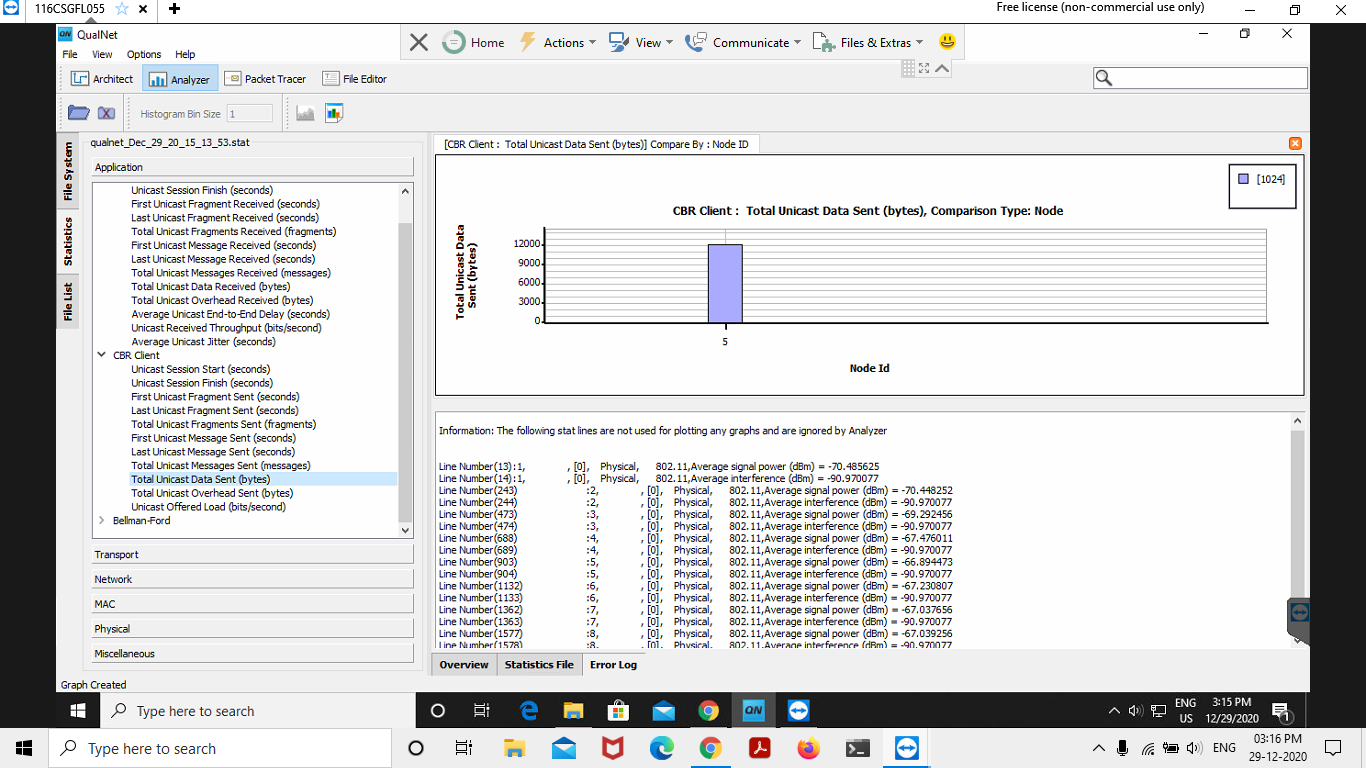 116CSGFL055
Free license (non-commercial use only)
QN QualNet
File View Options Help
Home Actions View Communicate Files & Extras
Architect Analyzer Packet Tracer File Editor
Histogram Bin Size 1
File System
Statistics
File List
qualnet_Dec_29_20_15_13_53.stat
Application
Unicast Session Finish (seconds)
First Unicast Fragment Received (seconds)
Last Unicast Fragment Received (seconds)
Total Unicast Fragments Received (fragments)
First Unicast Message Received (seconds)
Last Unicast Message Received (seconds)
Total Unicast Messages Received (messages)
Total Unicast Data Received (bytes)
Total Unicast Overhead Received (bytes)
Average Unicast End-to-End Delay (seconds)
Unicast Received Throughput (bits/second)
Average Unicast Jitter (seconds)
CBR Client
Unicast Session Start (seconds)
Unicast Session Finish (seconds)
First Unicast Fragment Sent (seconds)
Last Unicast Fragment Sent (seconds)
Total Unicast Fragments Sent (fragments)
First Unicast Message Sent (seconds)
Last Unicast Message Sent (seconds)
Total Unicast Messages Sent (messages)
Total Unicast Data Sent (bytes)
Total Unicast Overhead Sent (bytes)
Unicast Offered Load (bits/second)
Bellman-Ford
Transport
Network
MAC
Physical
Miscellaneous
Graph Created
[CBR Client : Total Unicast Data Sent (bytes)] Compare By : Node ID
[1024]
CBR Client : Total Unicast Data Sent (bytes), Comparison Type: Node
Total Unicast Data
Sent (bytes)
12000
9000
6000
3000
0
5
Node Id
Information: The following stat lines are not used for plotting any graphs and are ignored by Analyzer
Line Number(13):1, , [0], Physical, 802.11,Average signal power (dBm) = -70.485625
Line Number(14):1, , [0], Physical, 802.11,Average interference (dBm) = -90.970077
Line Number(243) :2, , [0], Physical, 802.11,Average signal power (dBm) = -70.448252
Line Number(244) :2, , [0], Physical, 802.11,Average interference (dBm) = -90.970077
Line Number(473) :3, , [0], Physical, 802.11,Average signal power (dBm) = -69.292456
Line Number(474) :3, , [0], Physical, 802.11,Average interference (dBm) = -90.970077
Line Number(688) :4, , [0], Physical, 802.11,Average signal power (dBm) = -67.476011
Line Number(689) :4, , [0], Physical, 802.11,Average interference (dBm) = -90.970077
Line Number(903) :5, , [0], Physical, 802.11,Average signal power (dBm) = -66.894473
Line Number(904) :5, , [0], Physical, 802.11,Average interference (dBm) = -90.970077
Line Number(1132) :6, , [0], Physical, 802.11,Average signal power (dBm) = -67.230807
Line Number(1133) :6, , [0], Physical, 802.11,Average interference (dBm) = -90.970077
Line Number(1362) :7, , [0], Physical, 802.11,Average signal power (dBm) = -67.037656
Line Number(1363) :7, , [0], Physical, 802.11,Average interference (dBm) = -90.970077
Line Number(1577) :8, , [0], Physical, 802.11,Average signal power (dBm) = -67.039256
Line Number(1578) :8, , [0], Physical, 802.11,Average interference (dBm) = -90.970077
Overview Statistics File Error Log
Type here to search
QN
ENG
US
3:15 PM
12/29/2020
1
Type here to search
ENG
03:16 PM
29-12-2020